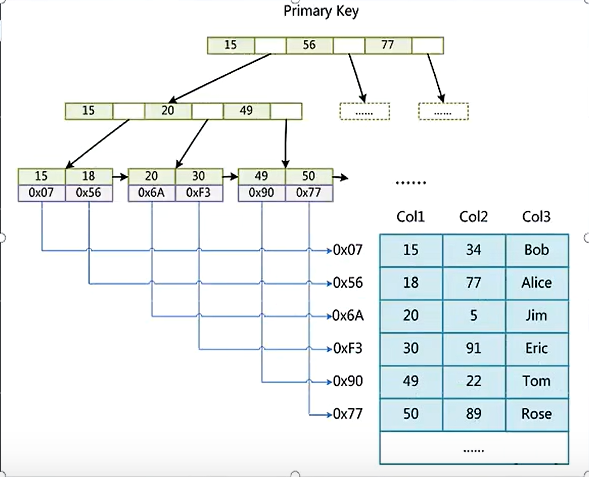 Primary Key
15 56 77
15 20 49
...... ......
15 18 20 30 49 50
0x07 0x56 0x6A 0xF3 0x90 0x77
......
Col1 Col2 Col3
0x07 15 34 Bob
0x56 18 77 Alice
0x6A 20 5 Jim
0xF3 30 91 Eric
0x90 49 22 Tom
0x77 50 89 Rose
......